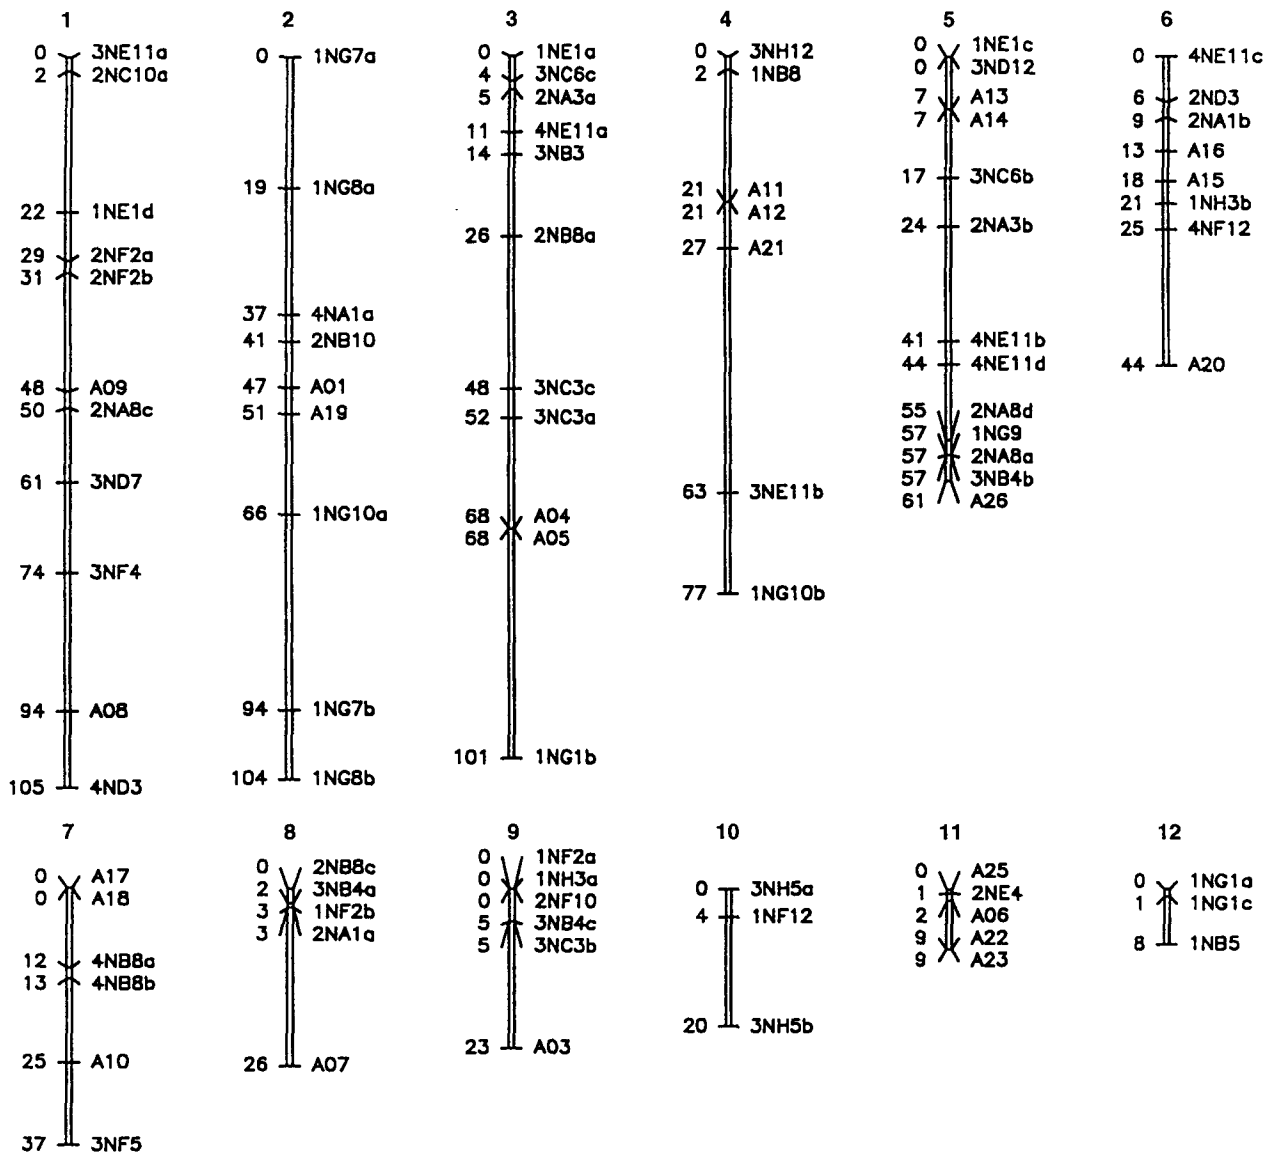 1
0 3NE11a
2 2NC10a
22 1NE1d
29 2NF2a
31 2NF2b
48 A09
50 2NA8c
61 3ND7
74 3NF4
94 A08
105 4ND3
2
0 1NG7a
19 1NG8a
37 4NA1a
41 2NB10
47 A01
51 A19
66 1NG10a
94 1NG7b
104 1NG8b
3
0 1NE1a
4 3NC6c
5 2NA3a
11 4NE11a
14 3NB3
26 2NB8a
48 3NC3c
52 3NC3a
68 A04
68 A05
101 1NG1b
4
0 3NH12
2 1NB8
21 A11
21 A12
27 A21
63 3NE11b
77 1NG10b
5
0 1NE1c
0 3ND12
7 A13
7 A14
17 3NC6b
24 2NA3b
41 4NE11b
44 4NE11d
55 2NA8d
57 1NG9
57 2NA8a
57 3NB4b
61 A26
6
0 4NE11c
6 2ND3
9 2NA1b
13 A16
18 A15
21 1NH3b
25 4NF12
44 A20
7
0 A17
0 A18
12 4NB8a
13 4NB8b
25 A10
37 3NF5
8
0 2NB8c
2 3NB4a
3 1NF2b
3 2NA1a
26 A07
9
0 1NF2a
0 1NH3a
0 2NF10
5 3NB4c
5 3NC3b
23 A03
10
0 3NH5a
4 1NF12
20 3NH5b
11
0 A25
1 2NE4
2 A06
9 A22
9 A23
12
0 1NG1a
1 1NG1c
8 1NB5